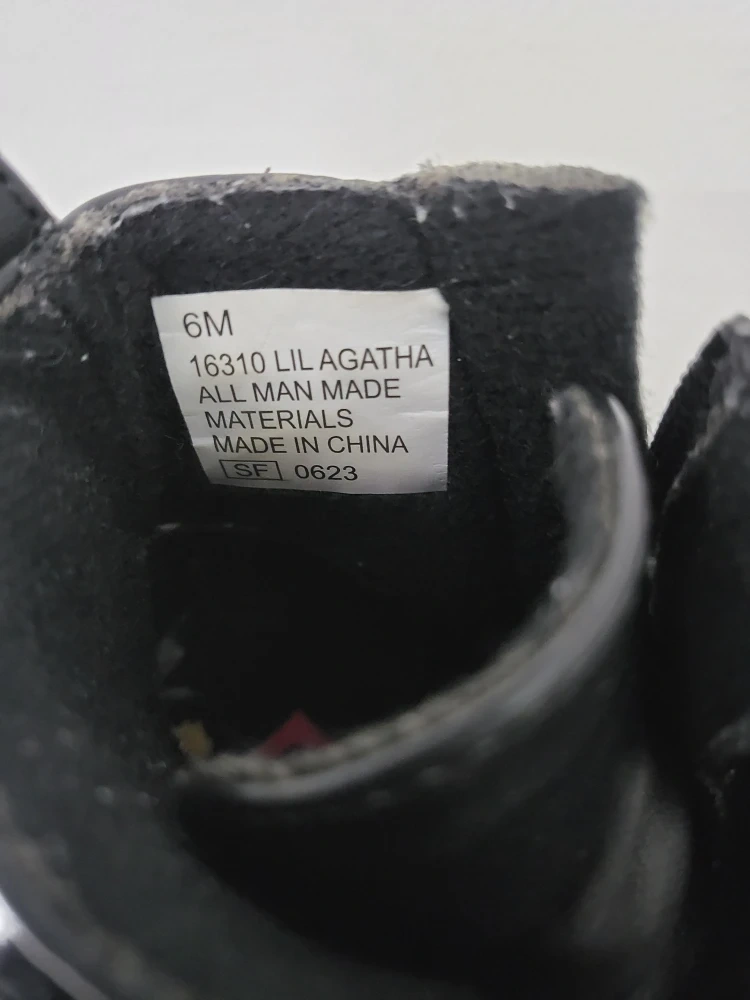 6M
16310 LIL AGATHA
ALL MAN MADE
MATERIALS
MADE IN CHINA
SF 0623